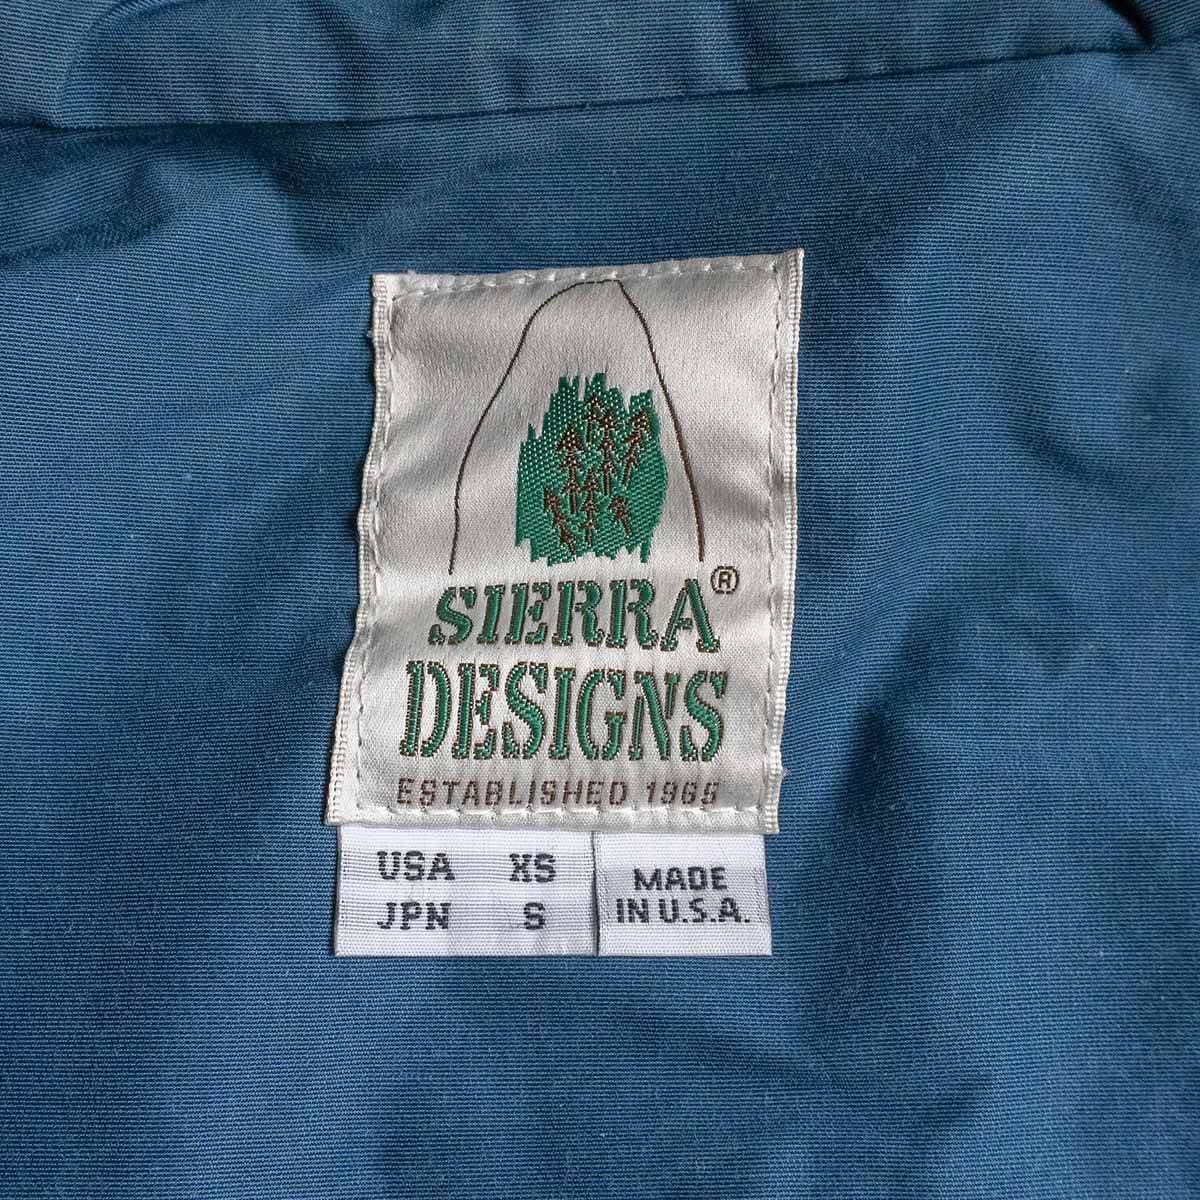 SIERRA®
DESIGNS
ESTABLISHED 1965
USA XS
JPN S
MADE
IN U.S.A.